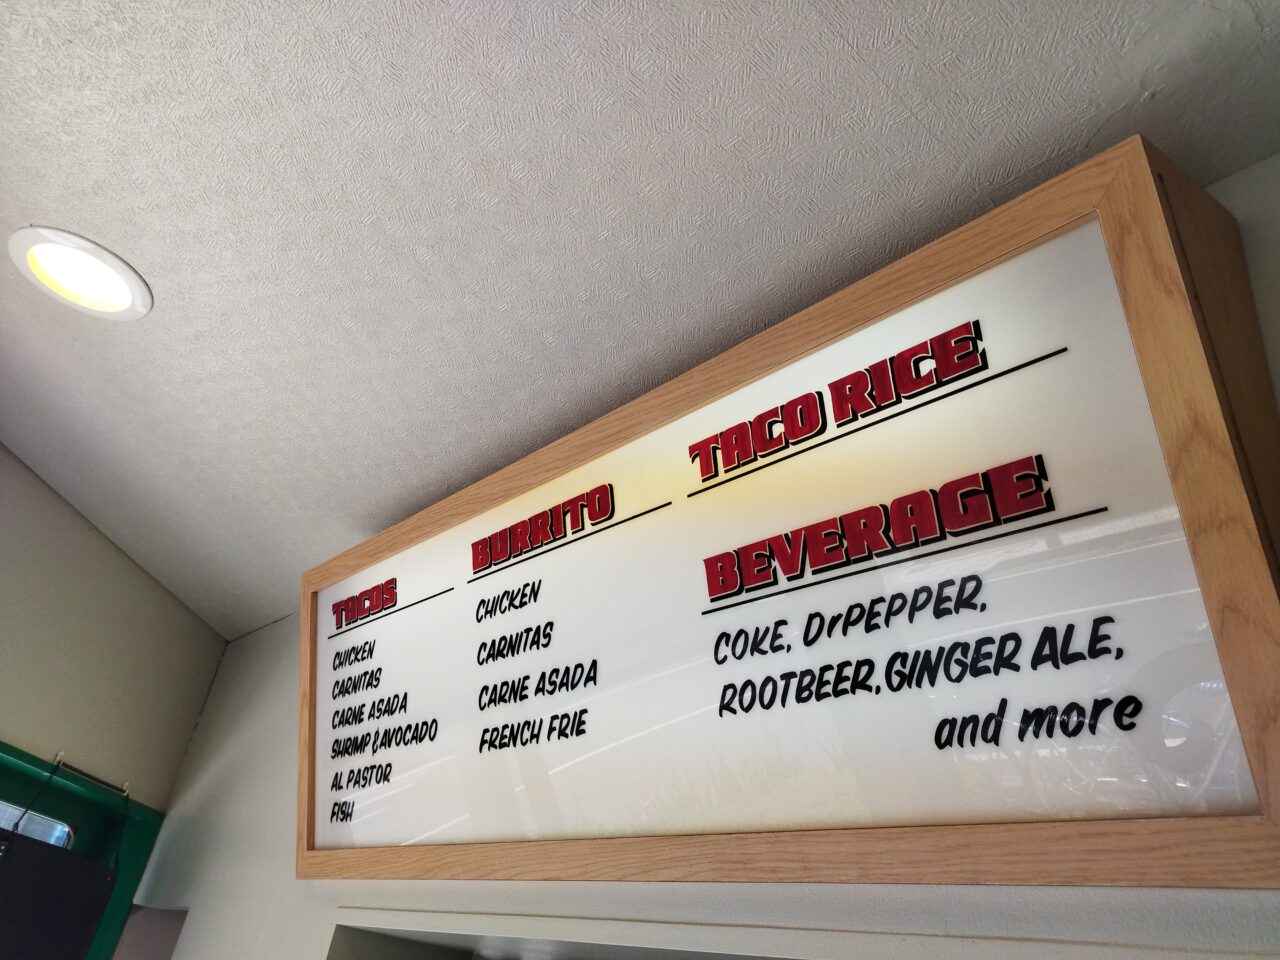 TACOS
CHICKEN
CARNITAS
CARNE ASADA
SHRIMP & AVOCADO
AL PASTOR
FISH
BURRITO
CHICKEN
CARNITAS
CARNE ASADA
FRENCH FRIE
TACO RICE
BEVERAGE
COKE, DrPEPPER,
ROOTBEER, GINGER ALE,
and more